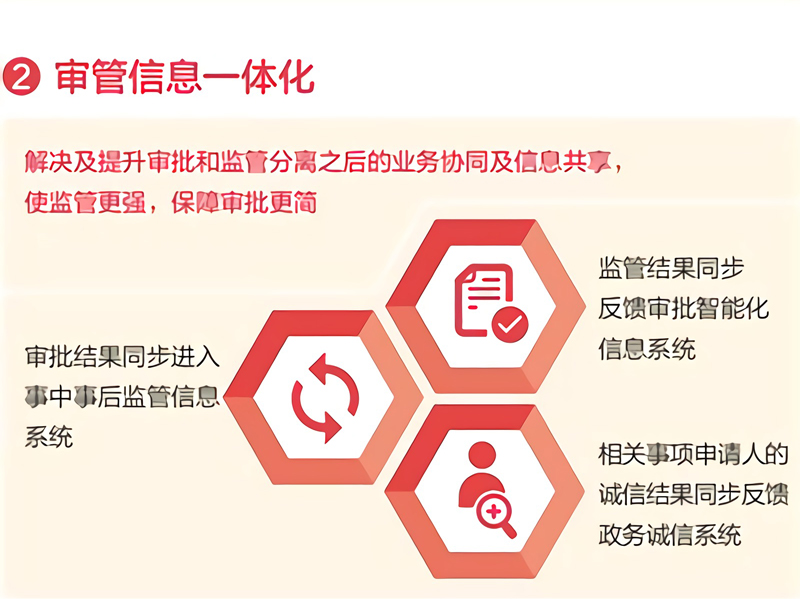 2 审管信息一体化
解决及提升审批和监管分离之后的业务协同及信息共享，
使监管更强，保障审批更简
监管结果同步
反馈审批智能化
信息系统
审批结果同步进入
事中事后监管信息
系统
相关事项申请人的
诚信结果同步反馈
政务诚信系统